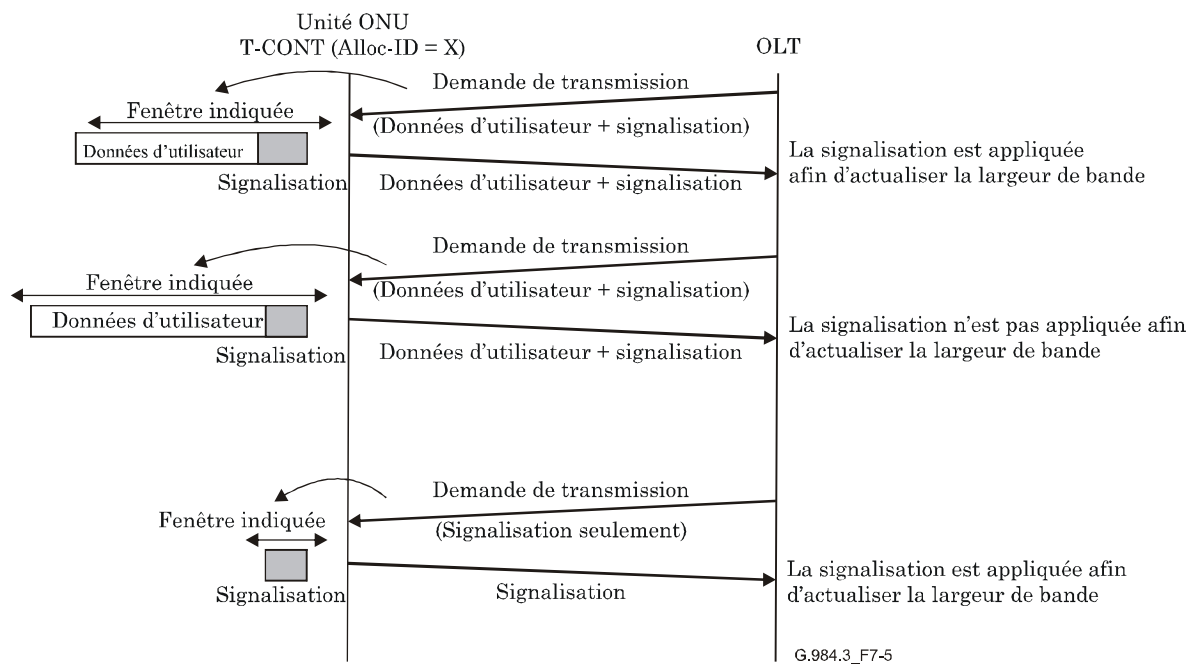 Unité ONU
T-CONT (Alloc-ID = X)
OLT
Demande de transmission
Fenêtre indiquée
(Données d'utilisateur + signalisation)
Données d'utilisateur
Signalisation
Données d'utilisateur + signalisation
La signalisation est appliquée
afin d'actualiser la largeur de bande
Demande de transmission
Fenêtre indiquée
(Données d'utilisateur + signalisation)
Données d'utilisateur
Signalisation
Données d'utilisateur + signalisation
La signalisation n'est pas appliquée afin
d'actualiser la largeur de bande
Demande de transmission
Fenêtre indiquée
(Signalisation seulement)
Signalisation
Signalisation
La signalisation est appliquée afin
d'actualiser la largeur de bande
G.984.3_F7-5